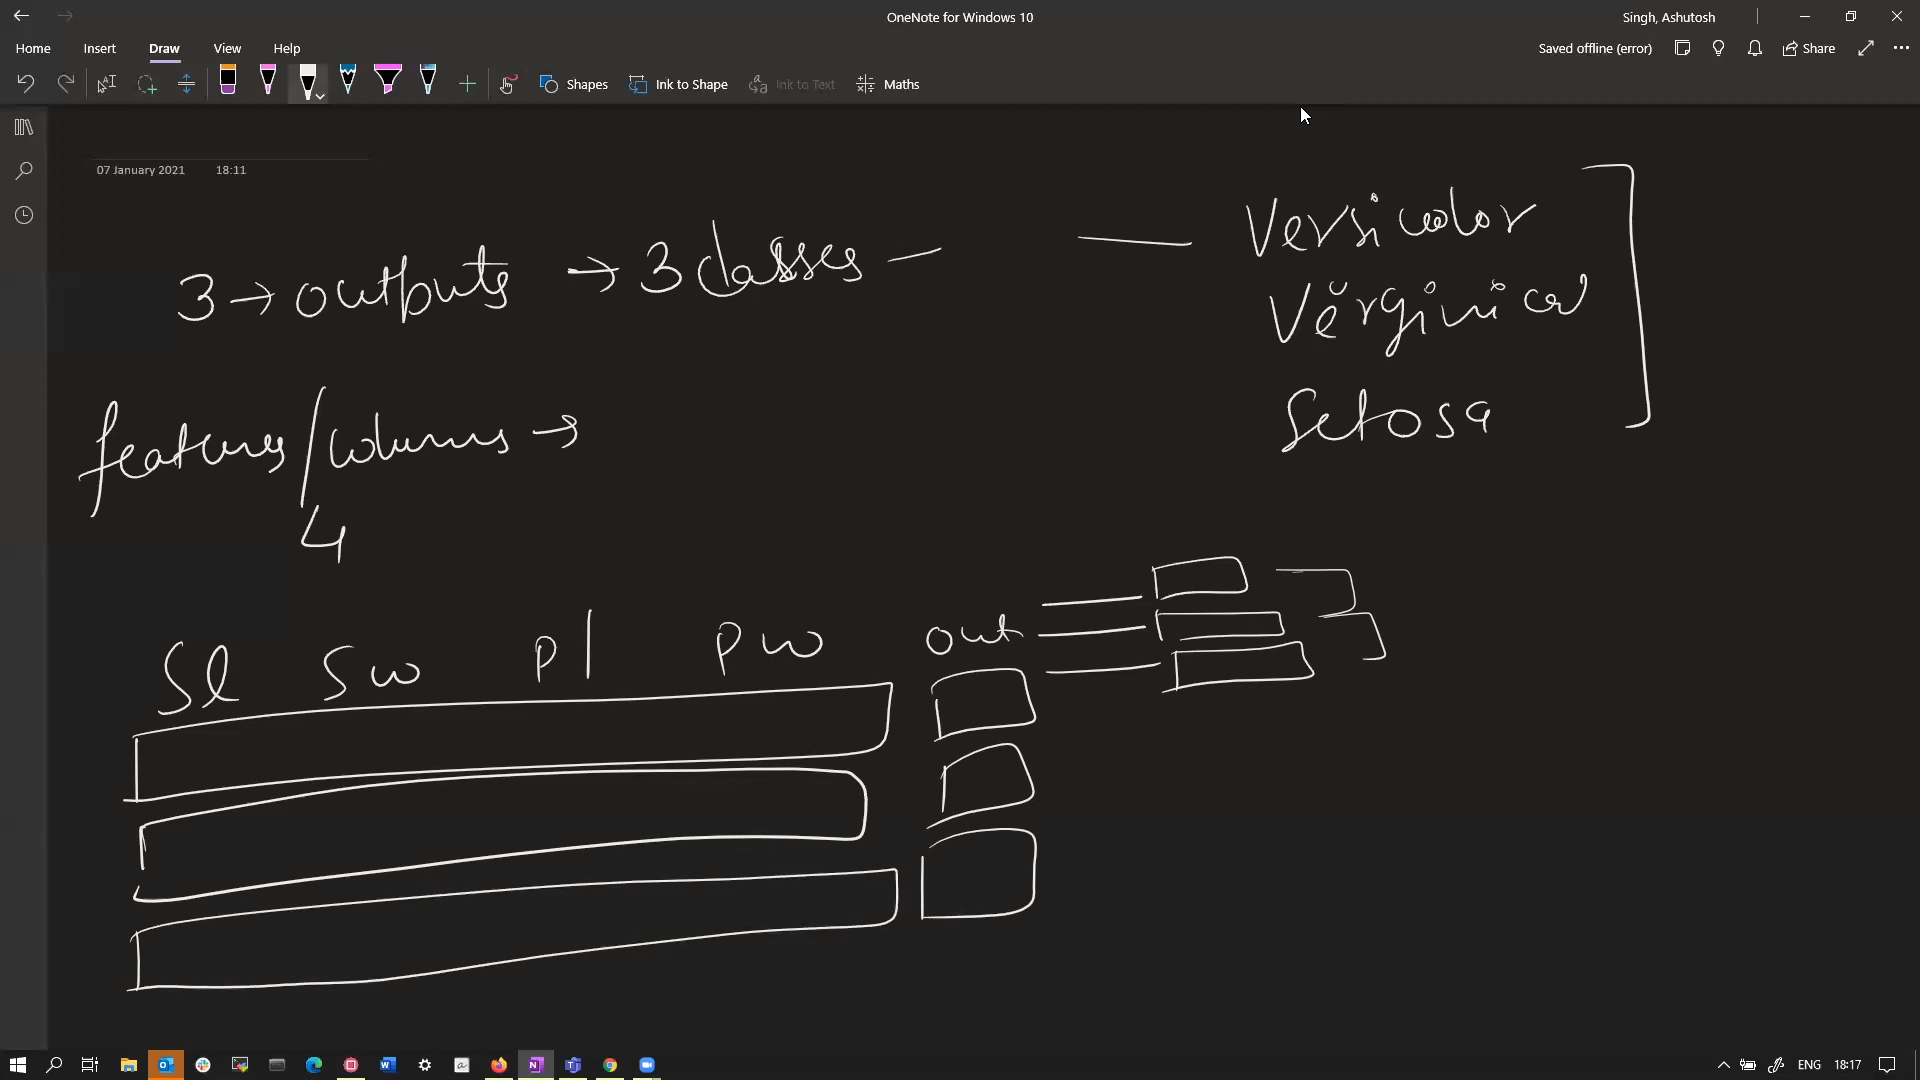 OneNote for Windows 10
Singh, Ashutosh
Home Insert Draw View Help
Saved offline (error)
Share
Shapes
Ink to Shape
Ink to Text
Maths
07 January 2021 18:11
3 → outputs → 3 classes — — Versicolor
Verginica
Setosa
features/columns →
4
Sl Sw pl pw out
ENG 18:17